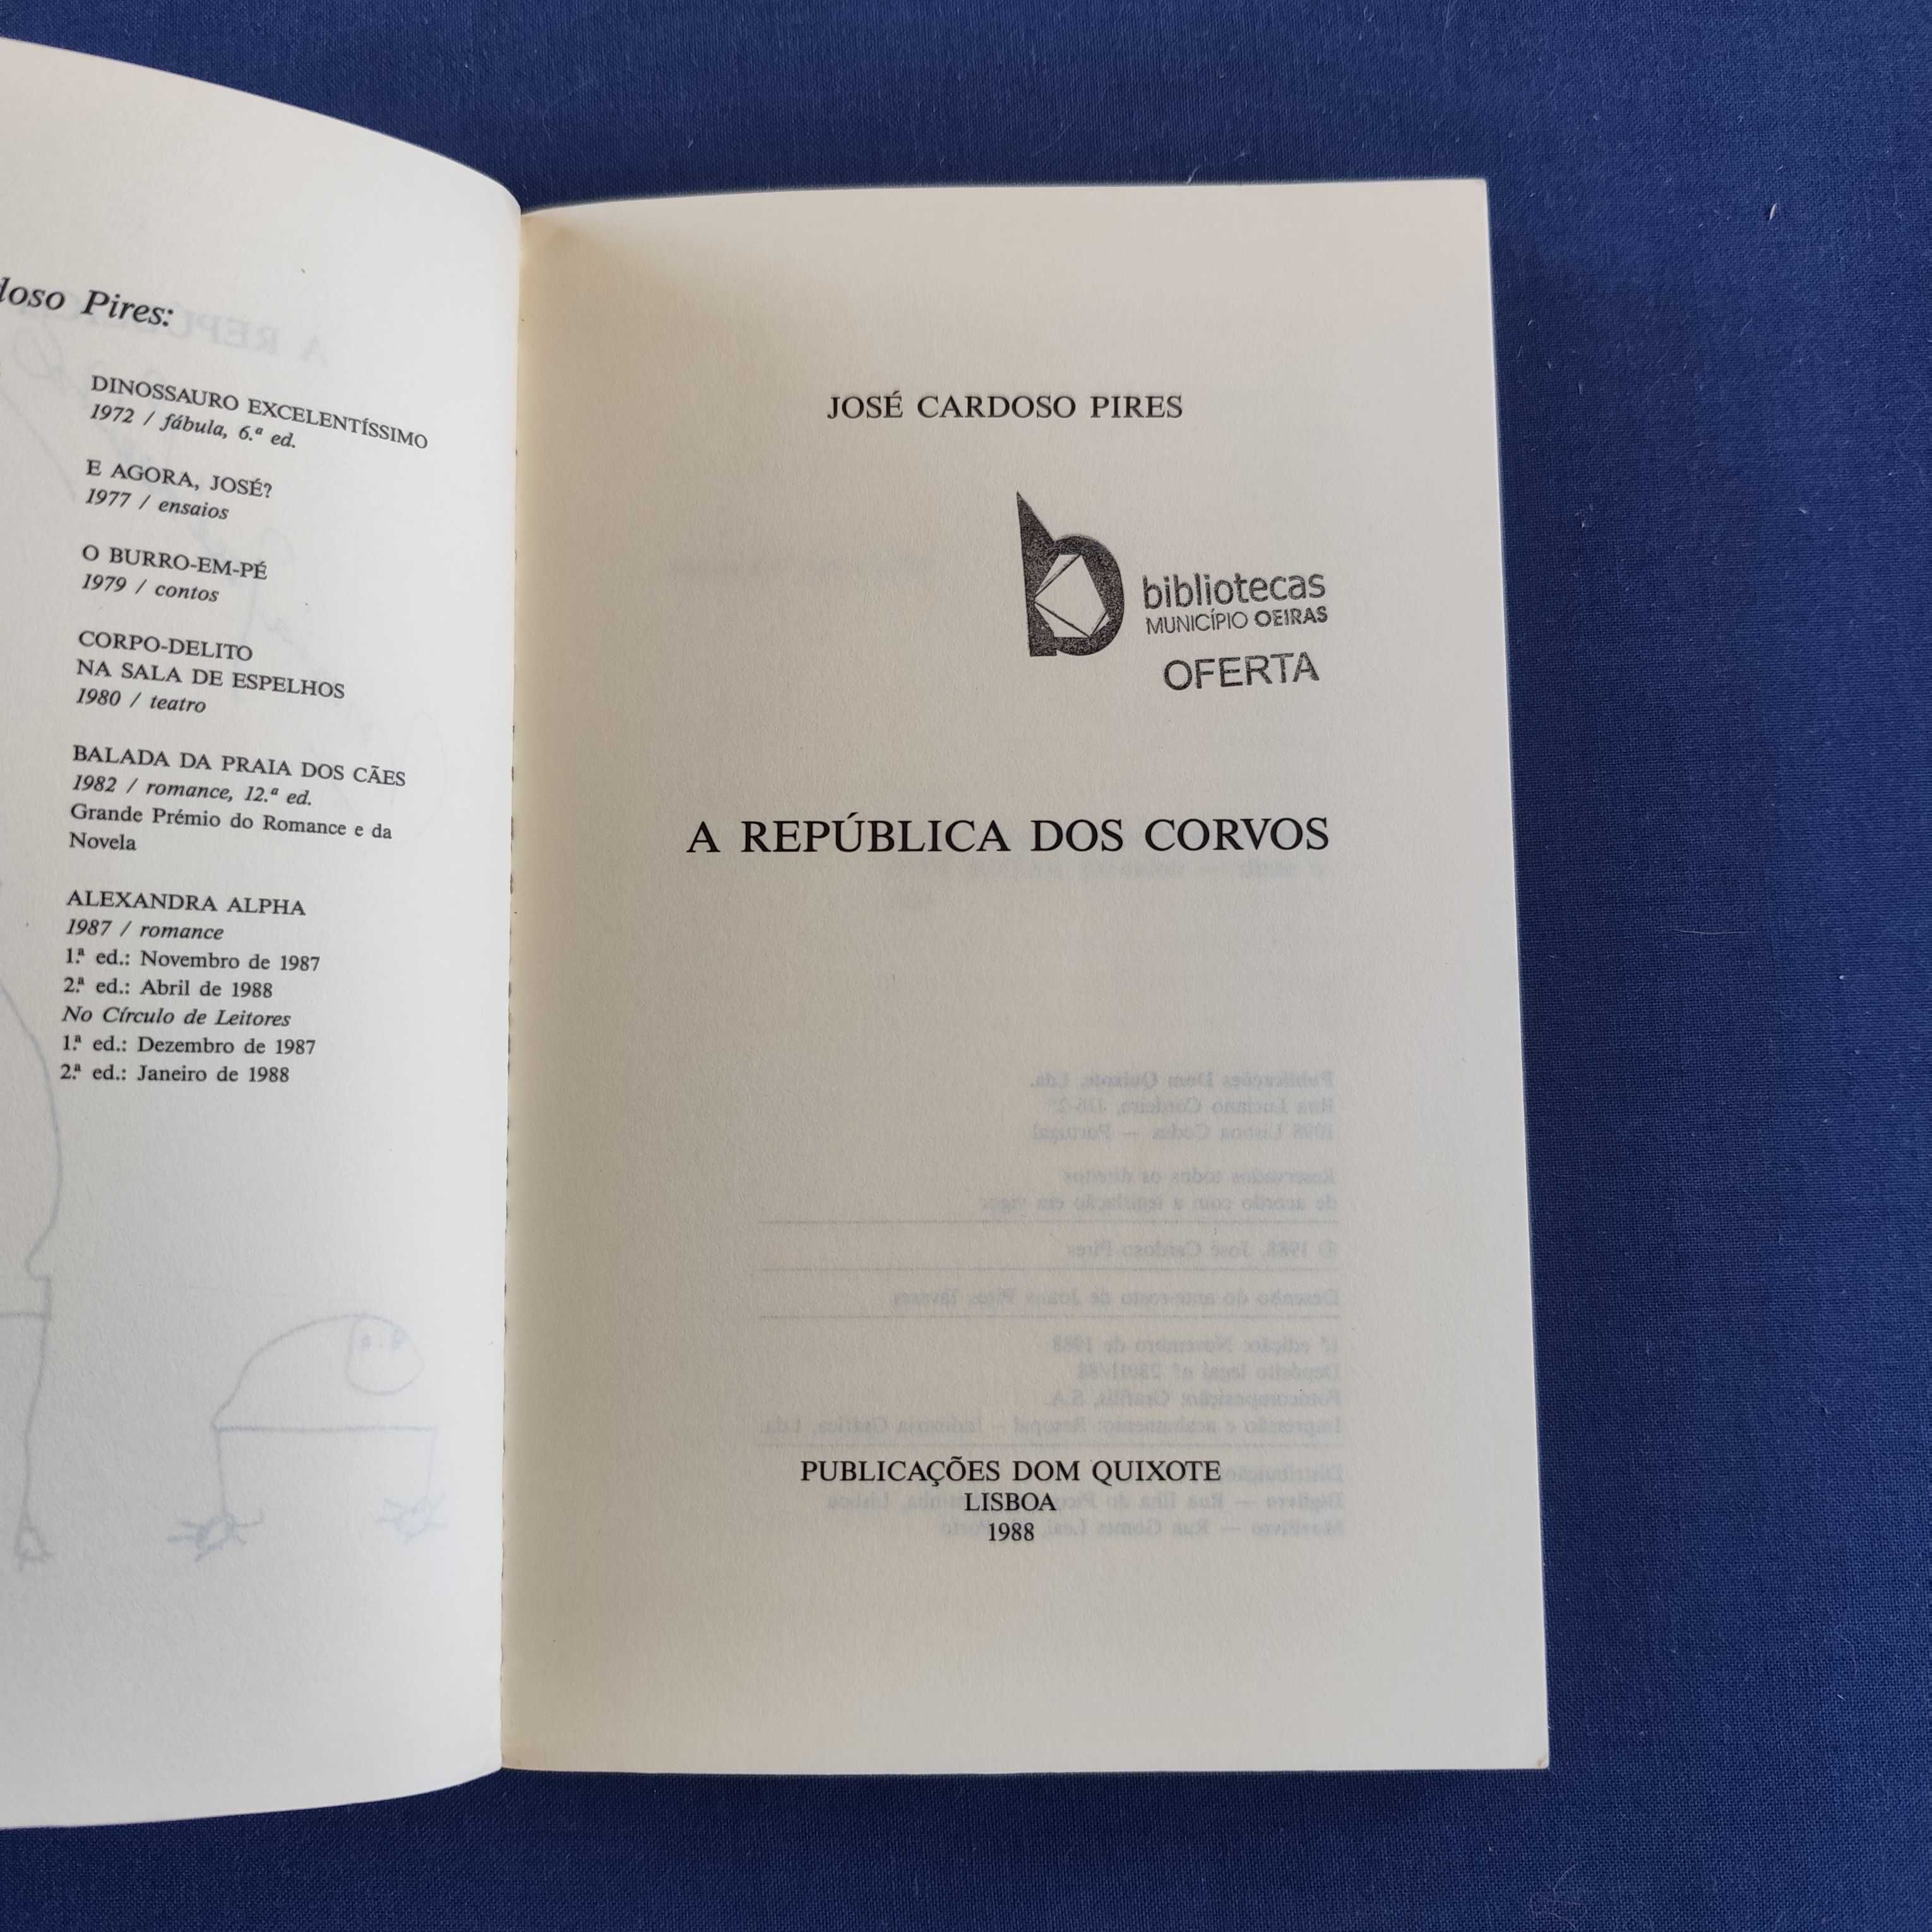 doso Pires:
DINOSSAURO EXCELENTÍSSIMO
1972 / fábula, 6.ª ed.
E AGORA, JOSÉ?
1977 / ensaios
O BURRO-EM-PÉ
1979 / contos
CORPO-DELITO
NA SALA DE ESPELHOS
1980 / teatro
BALADA DA PRAIA DOS CÃES
1982 / romance, 12.ª ed.
Grande Prémio do Romance e da
Novela
ALEXANDRA ALPHA
1987 / romance
1.ª ed.: Novembro de 1987
2.ª ed.: Abril de 1988
No Círculo de Leitores
1.ª ed.: Dezembro de 1987
2.ª ed.: Janeiro de 1988
JOSÉ CARDOSO PIRES
bibliotecas
MUNICÍPIO OEIRAS
OFERTA
A REPÚBLICA DOS CORVOS
PUBLICAÇÕES DOM QUIXOTE
LISBOA
1988